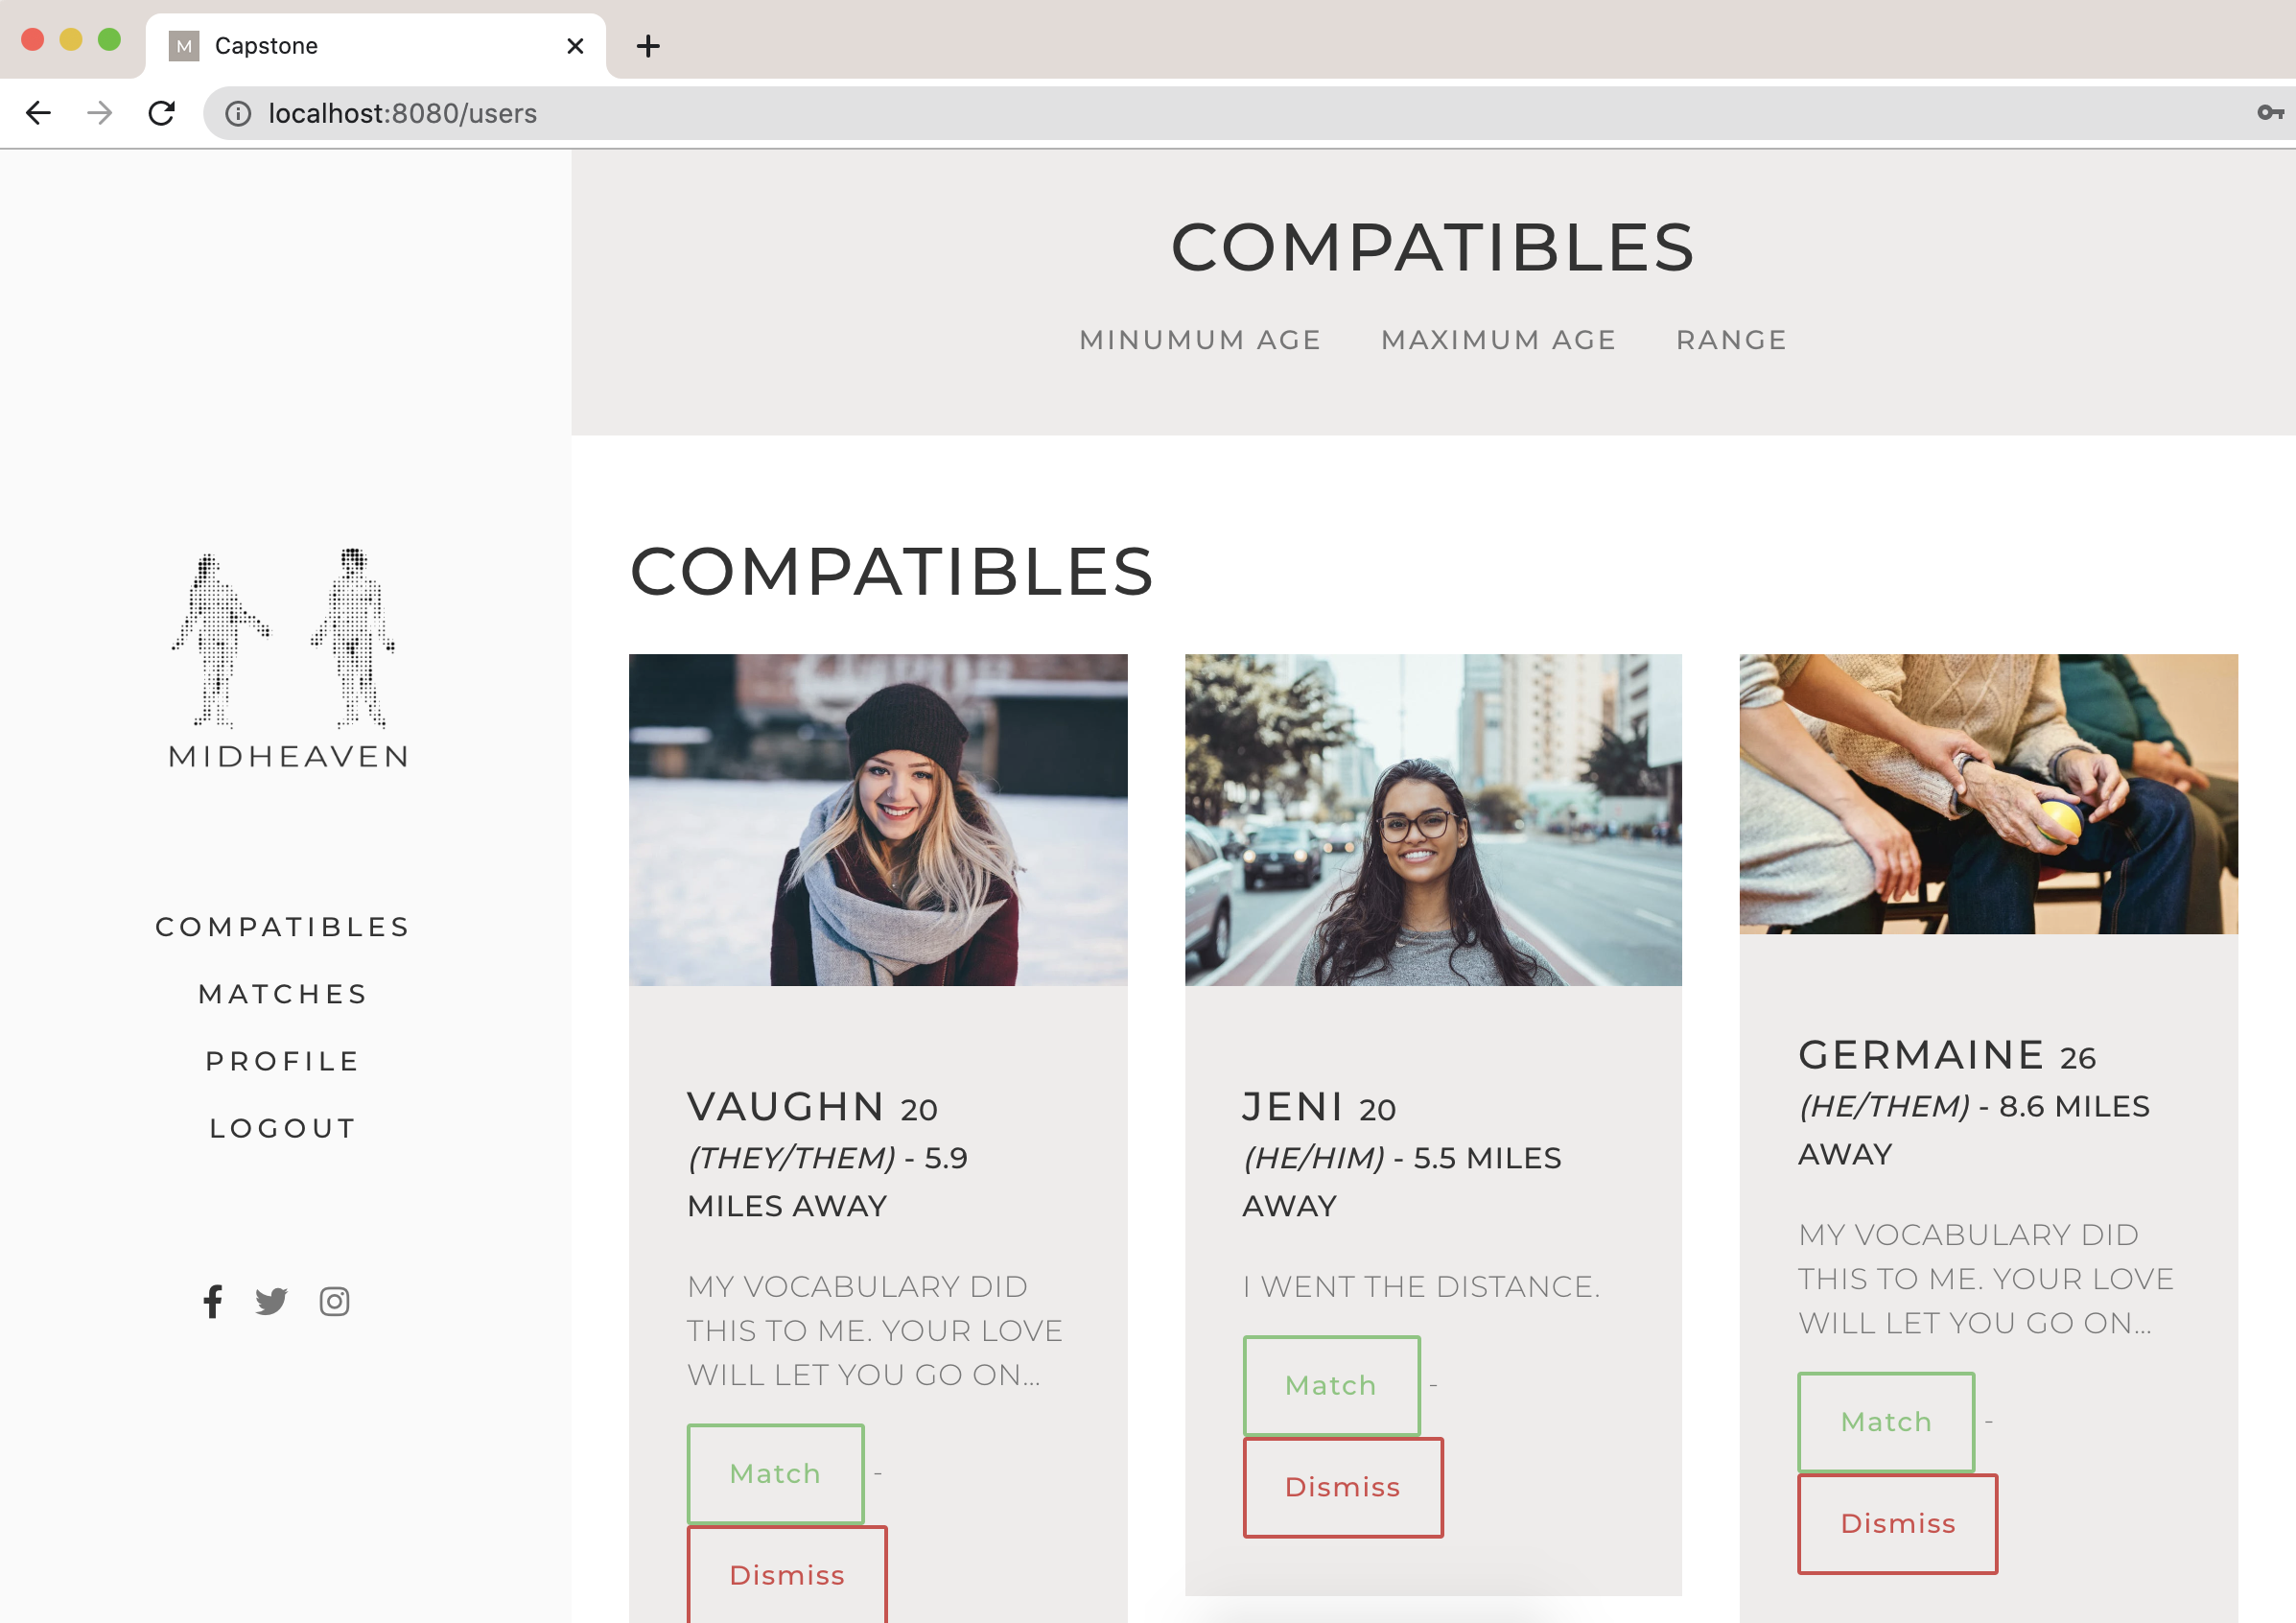 M Capstone
localhost:8080/users
COMPATIBLES
MINUMUM AGE MAXIMUM AGE RANGE
MIDHEAVEN
COMPATIBLES
MATCHES
PROFILE
LOGOUT
COMPATIBLES
VAUGHN 20
(THEY/THEM) - 5.9
MILES AWAY
MY VOCABULARY DID
THIS TO ME. YOUR LOVE
WILL LET YOU GO ON...
Match -
Dismiss
JENI 20
(HE/HIM) - 5.5 MILES
AWAY
I WENT THE DISTANCE.
Match -
Dismiss
GERMAINE 26
(HE/THEM) - 8.6 MILES
AWAY
MY VOCABULARY DID
THIS TO ME. YOUR LOVE
WILL LET YOU GO ON...
Match -
Dismiss